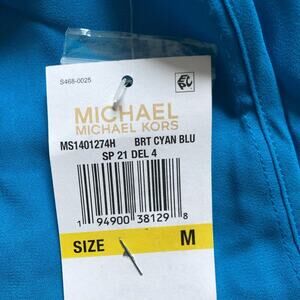 S468-0025
MICHAEL
MICHAEL KORS
MS1401274H BRT CYAN BLU
SP 21 DEL 4
1 94900 38129 8
SIZE M